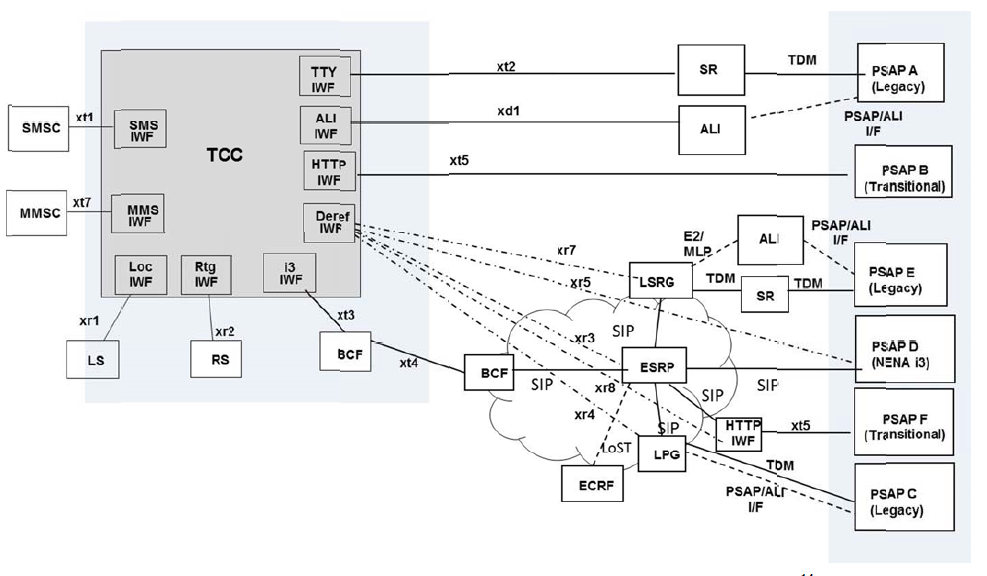 TTY
IWF
xt2
SR
TDM
PSAP A
(Legacy)
SMSC
xt1
SMS
IWF
TCC
ALI
IWF
xd1
ALI
PSAP/ALI
I/F
HTTP
IWF
xt5
PSAP B
(Transitional)
MMSC
xt7
MMS
IWF
Deref
IWF
xr7
E2/
MLP
ALI
PSAP/ALI
I/F
Loc
IWF
Rtg
IWF
i3
IWF
xr5
LSRG
TDM
SR
TDM
PSAP E
(Legacy)
xr1
xr2
xt3
SIP
LS
RS
BCF
xt4
xr3
PSAP D
(NENA i3)
BCF
SIP
ESRP
SIP
SIP
xr8
xr4
SIP
HTTP
IWF
xt5
PSAP F
(Transitional)
LoST
LPG
TDM
ECRF
PSAP/ALI
I/F
PSAP C
(Legacy)